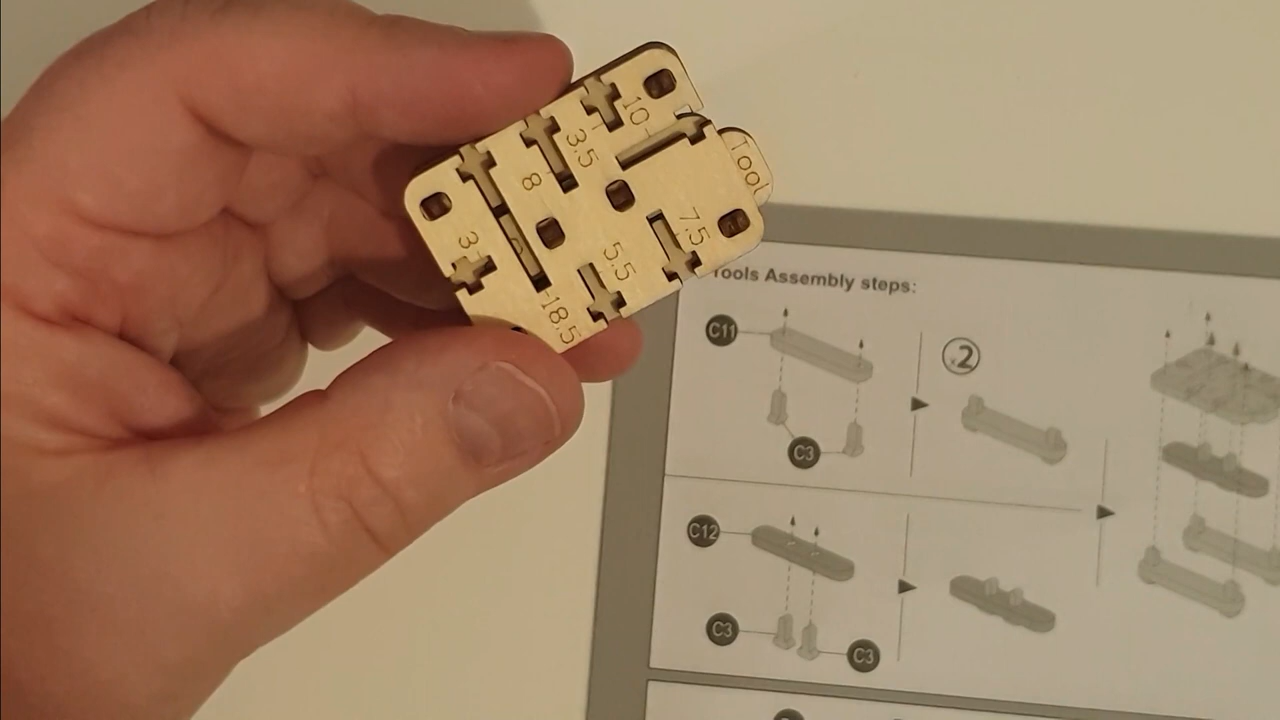 10
Tool
3.5
8
7.5
3
5.5
18.5
Tools Assembly steps:
C11
2
C3
C12
C3
C3